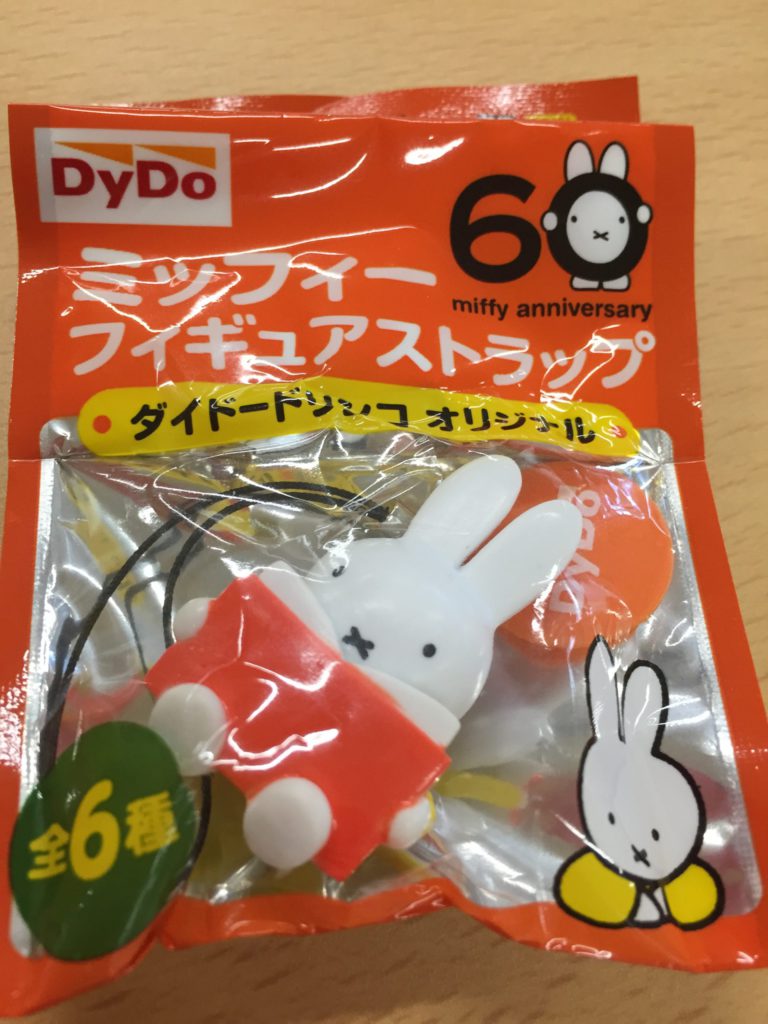 DyDo
60
miffy anniversary
ミッフィー
フィギュアストラップ
ダイドードリンコ オリジナル
DyDo
全6種